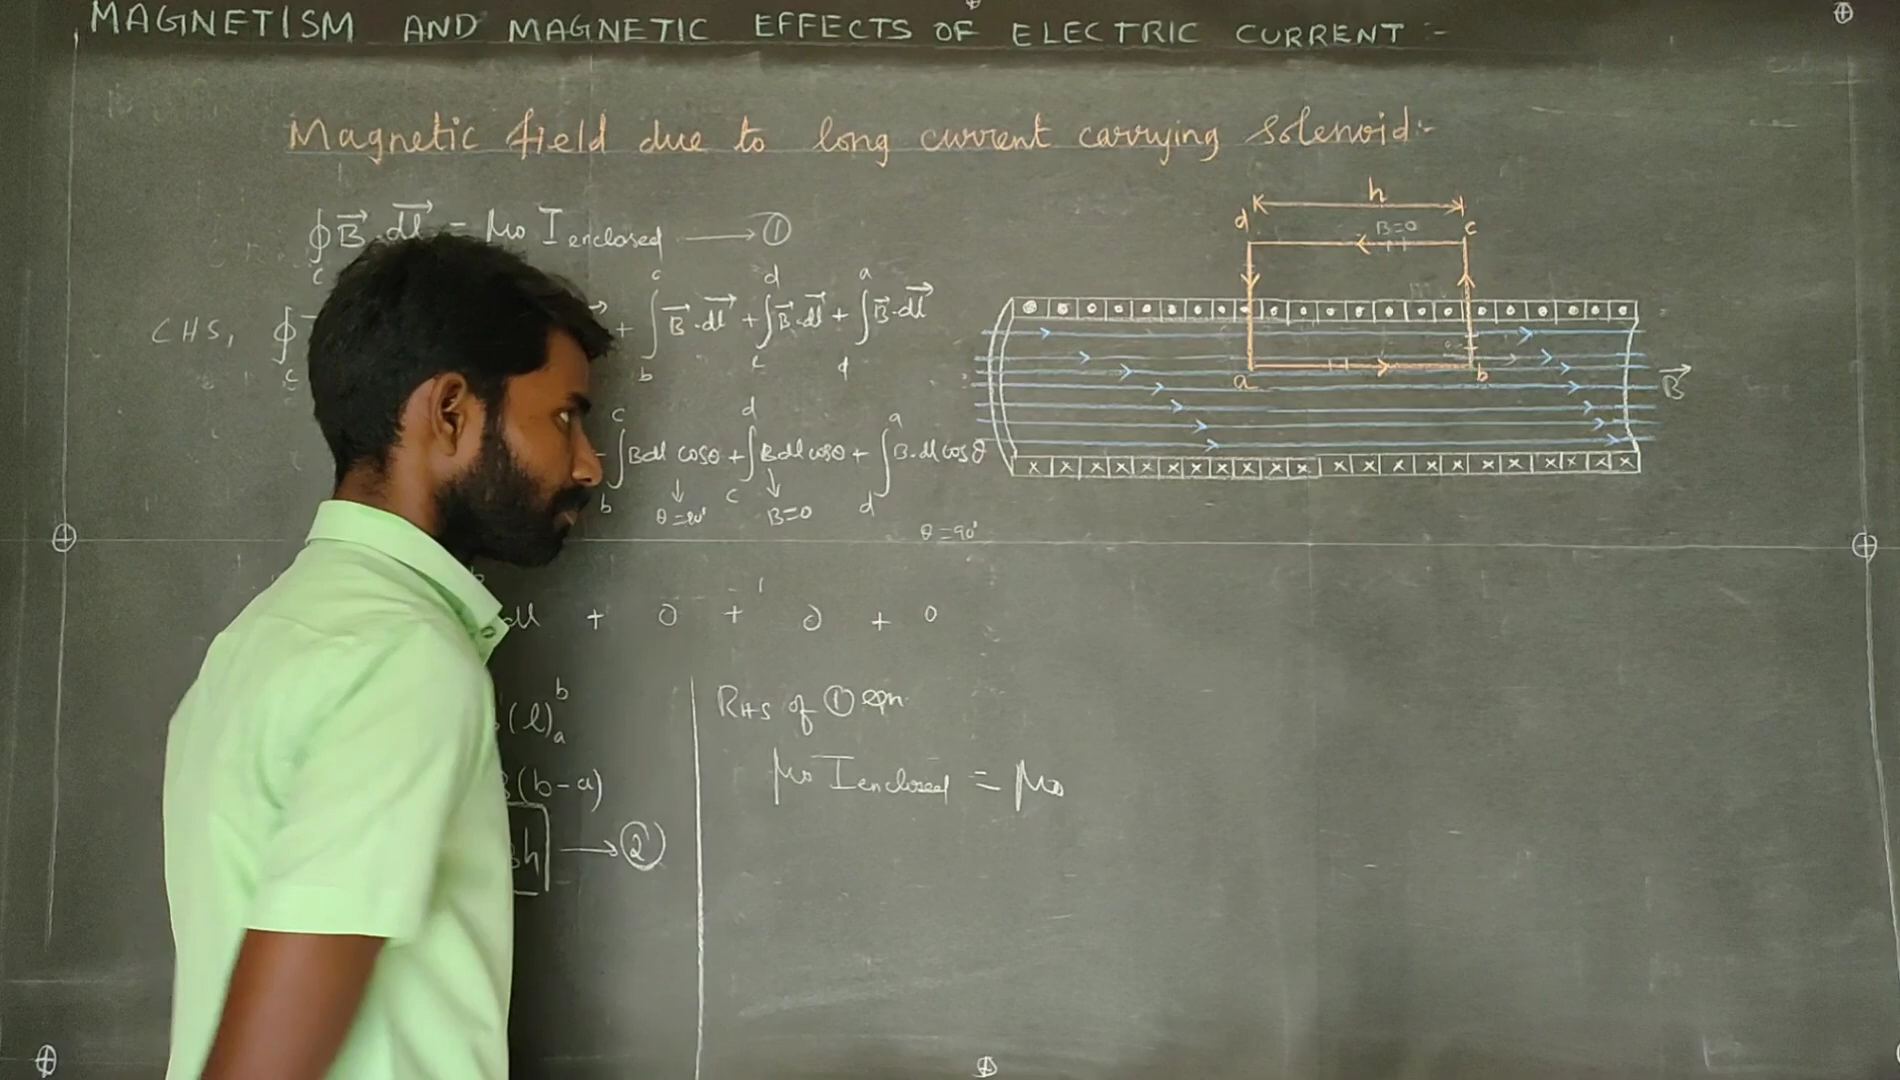 MAGNETISM AND MAGNETIC EFFECTS OF ELECTRIC CURRENT :-
Magnetic field due to long current carrying solenoid:-
∮ B⃗ . dl⃗ = μ₀ I enclosed → ①
c
LHS, ∮ + ∫ B⃗ . dl⃗ + ∫ B⃗ . dl⃗ + ∫ B⃗ . dl⃗
c b c c d d a
∫ Bdl cosθ + ∫ Bdl cosθ + ∫ B . dl cosθ
b c c d d a
↓ θ = 90° ↓ B=0 θ = 90°
b
dl + 0 + 0 + 0
(l) b a
B(b-a)
Bh → ②
RHS of ① eqn.
μ₀ I enclosed = μ₀
h
d B=0 c
a b
B⃗
x x x x x x x x x x x x x x x x x x x x x x